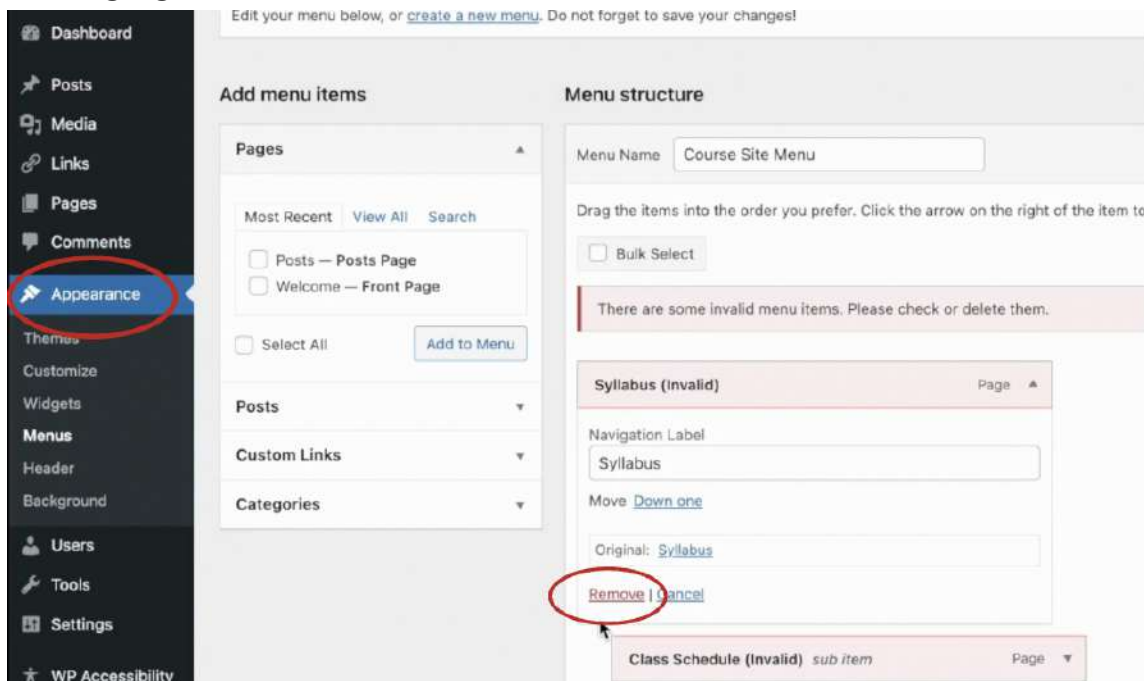 Edit your menu below, or create a new menu. Do not forget to save your changes!
Dashboard
Posts
Media
Links
Pages
Comments
Appearance
Themes
Customize
Widgets
Menus
Header
Background
Users
Tools
Settings
WP Accessibility
Add menu items
Pages
Most Recent View All Search
Posts — Posts Page
Welcome — Front Page
Select All Add to Menu
Posts
Custom Links
Categories
Menu structure
Menu Name Course Site Menu
Drag the items into the order you prefer. Click the arrow on the right of the item to
Bulk Select
There are some invalid menu items. Please check or delete them.
Syllabus (Invalid) Page
Navigation Label
Syllabus
Move Down one
Original: Syllabus
Remove | Cancel
Class Schedule (Invalid) sub item Page